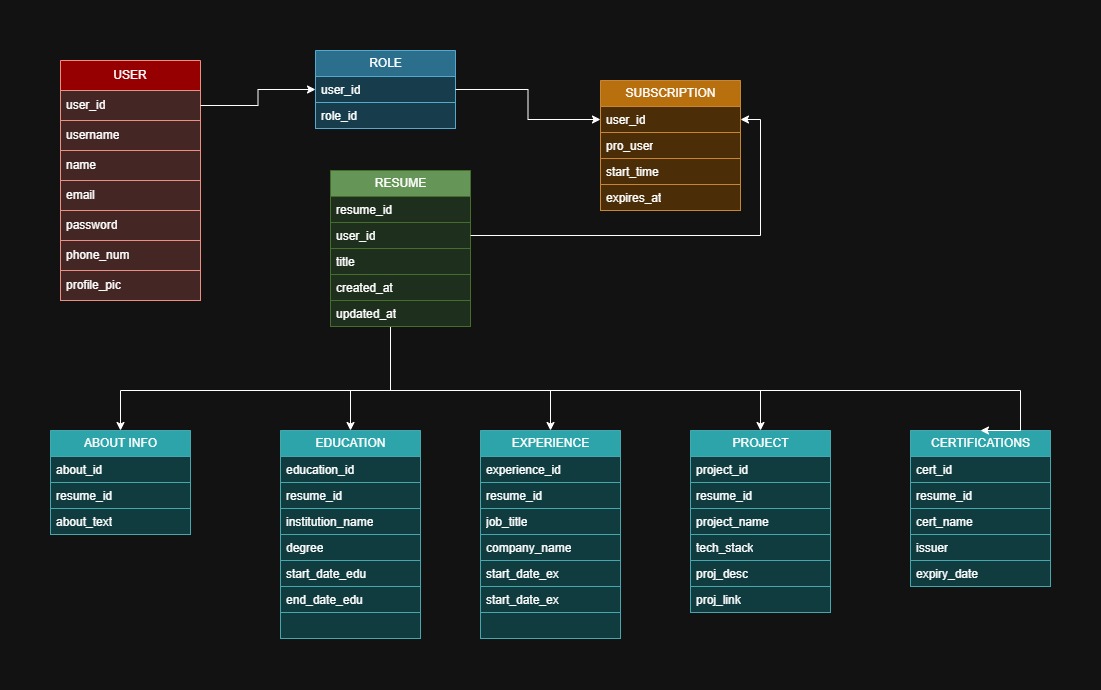 USER
user_id
username
name
email
password
phone_num
profile_pic
ROLE
user_id
role_id
SUBSCRIPTION
user_id
pro_user
start_time
expires_at
RESUME
resume_id
user_id
title
created_at
updated_at
ABOUT INFO
about_id
resume_id
about_text
EDUCATION
education_id
resume_id
institution_name
degree
start_date_edu
end_date_edu
EXPERIENCE
experience_id
resume_id
job_title
company_name
start_date_ex
start_date_ex
PROJECT
project_id
resume_id
project_name
tech_stack
proj_desc
proj_link
CERTIFICATIONS
cert_id
resume_id
cert_name
issuer
expiry_date